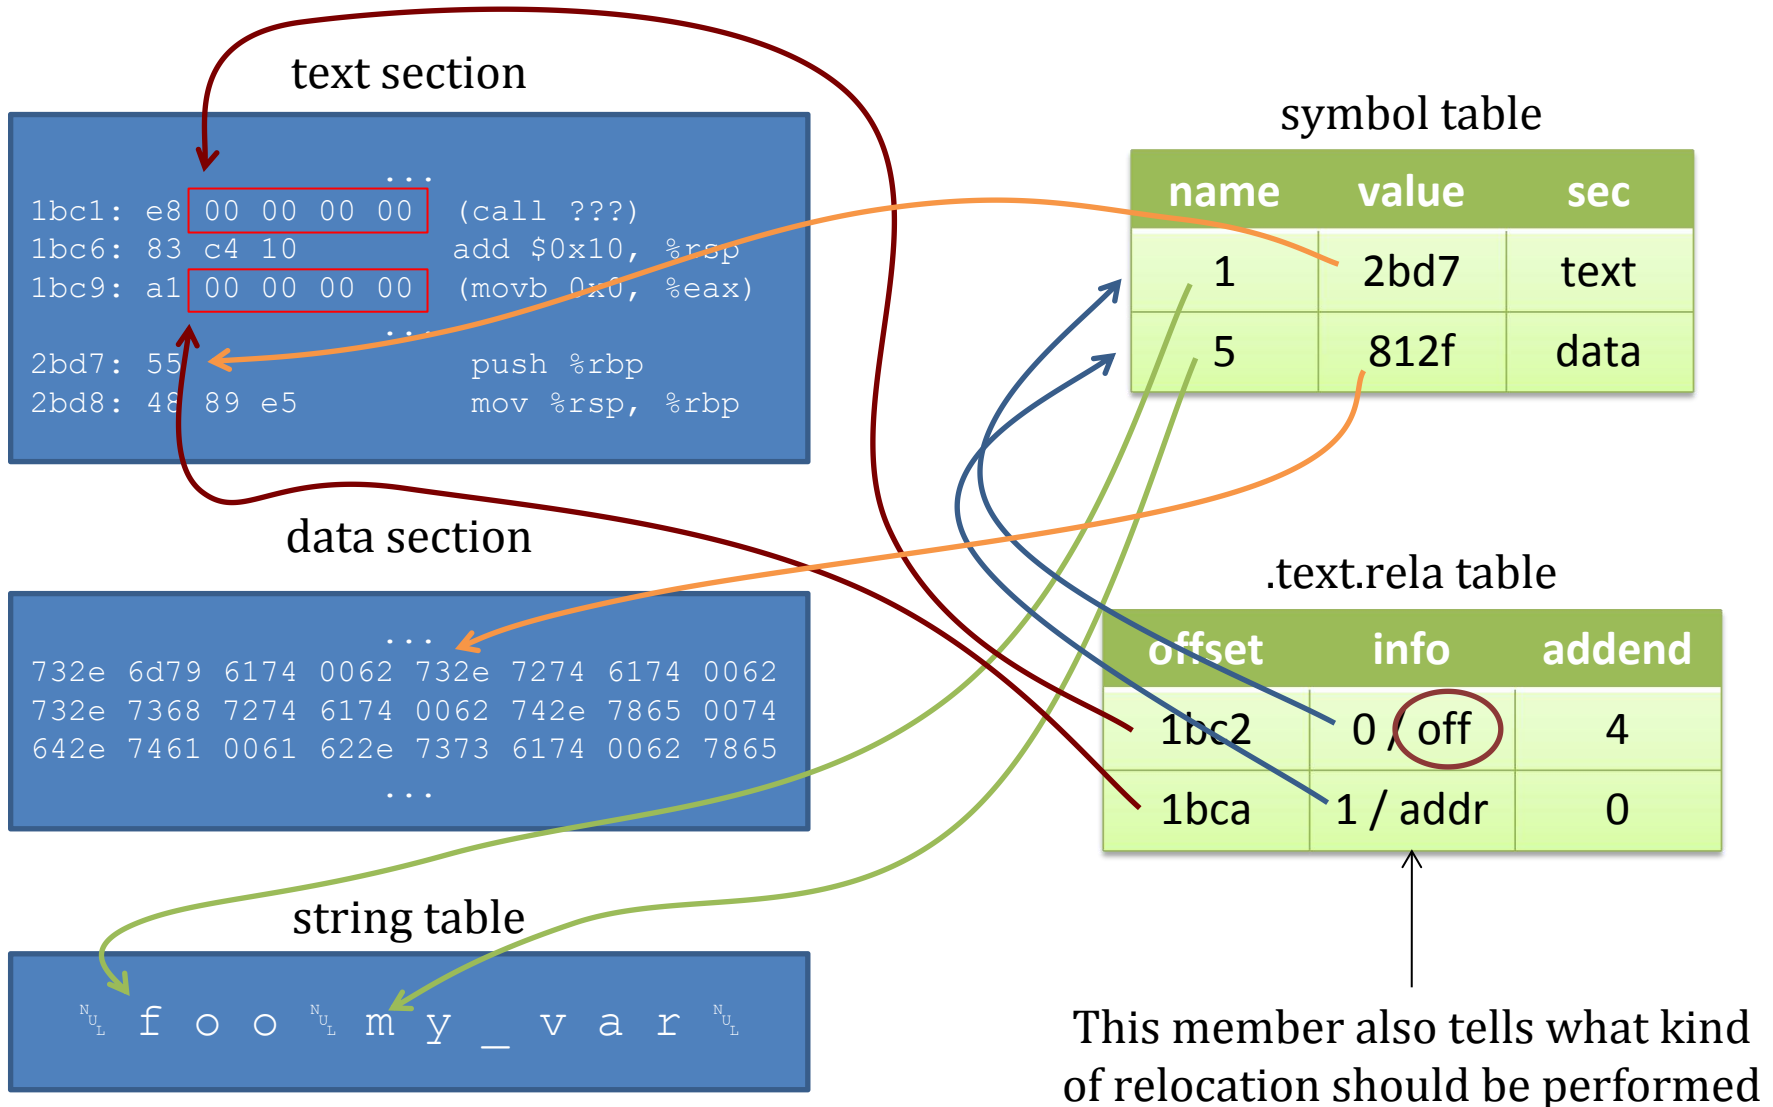 text section
...
1bc1: e8 00 00 00 00 (call ???)
1bc6: 83 c4 10 add $0x10, %rsp
1bc9: a1 00 00 00 00 (movb 0x0, %eax)
...
2bd7: 55 push %rbp
2bd8: 48 89 e5 mov %rsp, %rbp
data section
...
732e 6d79 6174 0062 732e 7274 6174 0062
732e 7368 7274 6174 0062 742e 7865 0074
642e 7461 0061 622e 7373 6174 0062 7865
...
string table
NUL f o o NUL m y _ v a r NUL
symbol table
name value sec
1 2bd7 text
5 812f data
.text.rela table
offset info addend
1bc2 0 / off 4
1bca 1 / addr 0
This member also tells what kind
of relocation should be performed